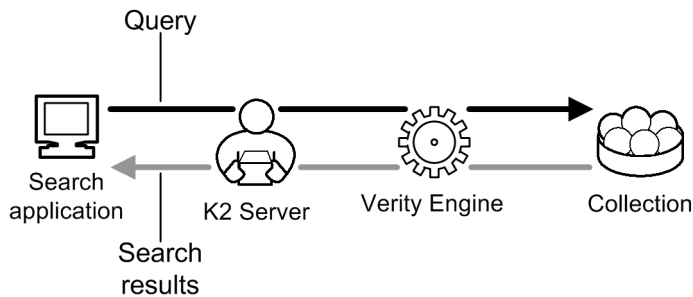 Query
Search
application
K2 Server
Verity Engine
Collection
Search
results